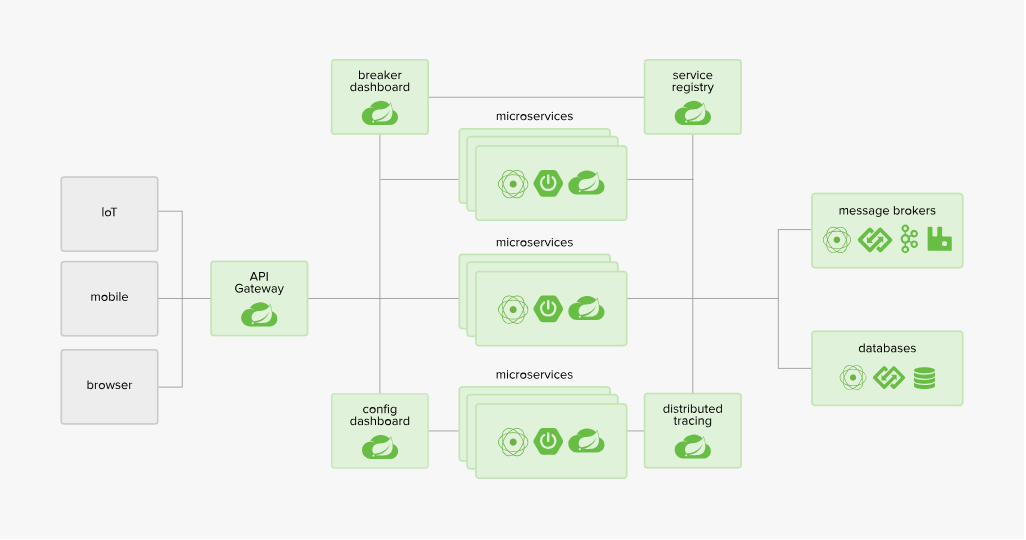 breaker
dashboard
service
registry
microservices
IoT
message brokers
microservices
API
Gateway
mobile
databases
microservices
browser
config
dashboard
distributed
tracing